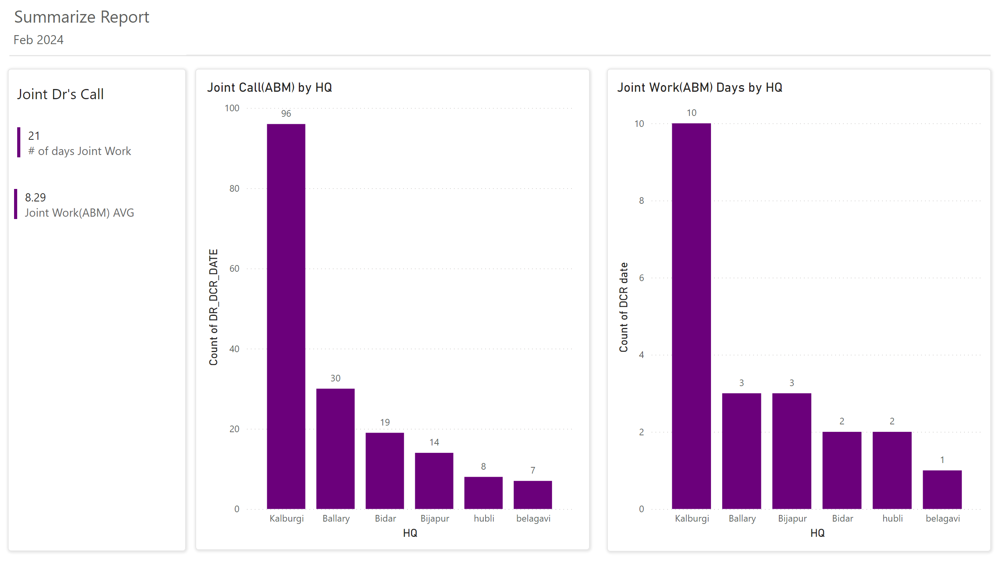 Summarize Report
Feb 2024
Joint Dr's Call
21
# of days Joint Work
8.29
Joint Work(ABM) AVG
Joint Call(ABM) by HQ
Count of DR_DCR_DATE
100
80
60
40
20
0
96
30
19
14
8
7
Kalburgi
Ballary
Bidar
Bijapur
hubli
belagavi
HQ
Joint Work(ABM) Days by HQ
Count of DCR date
10
8
6
4
2
0
10
3
3
2
2
1
Kalburgi
Ballary
Bijapur
Bidar
hubli
belagavi
HQ